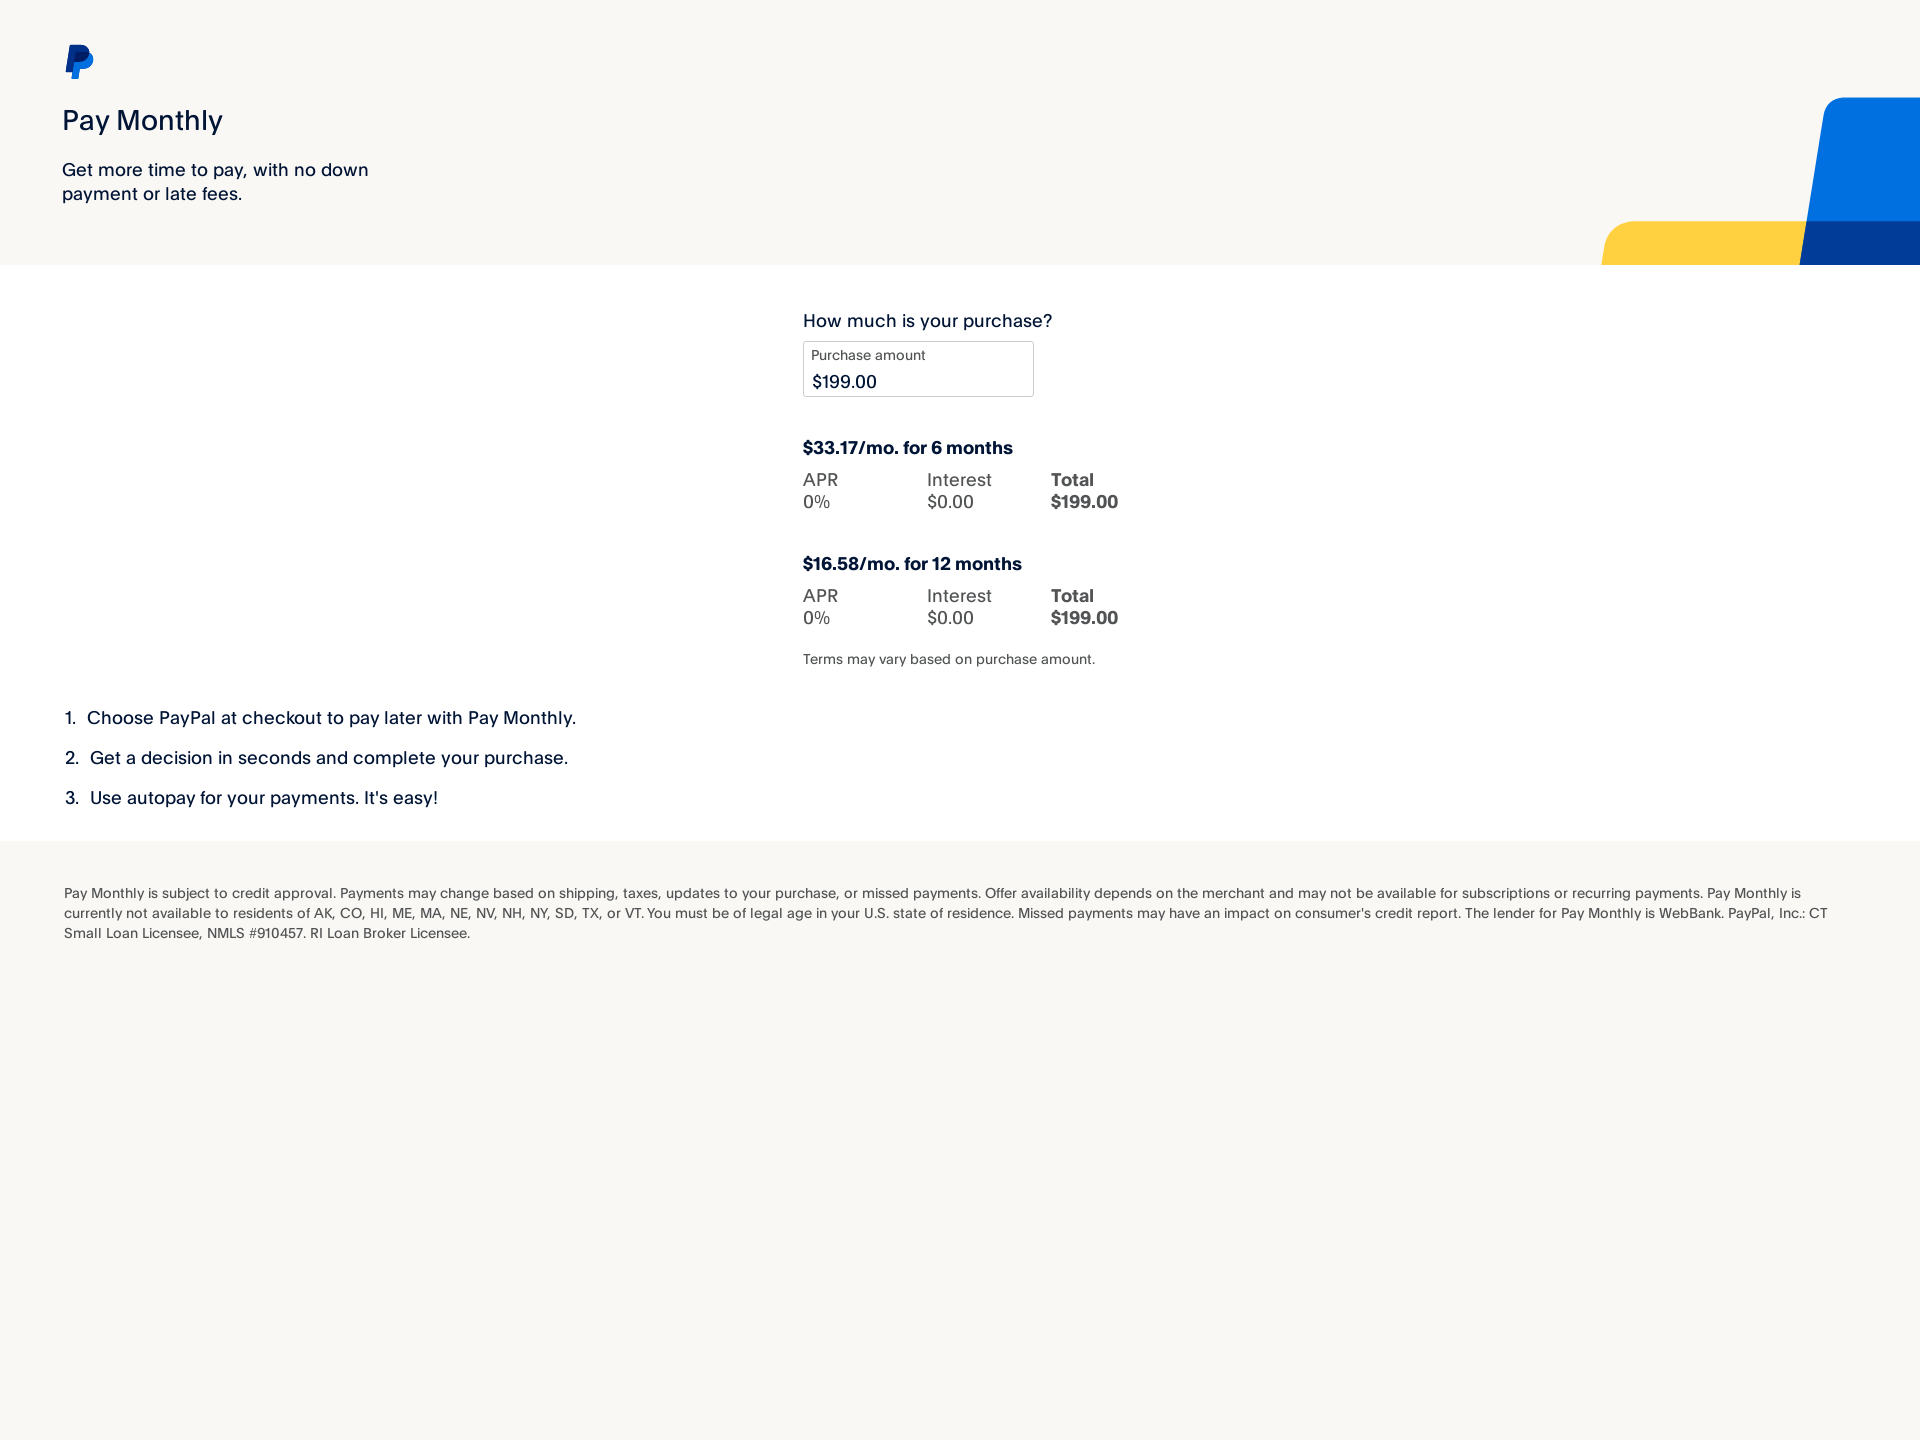 Pay Monthly
Get more time to pay, with no down
payment or late fees.
How much is your purchase?
Purchase amount
$199.00
$33.17/mo. for 6 months
APR Interest Total
0% $0.00 $199.00
$16.58/mo. for 12 months
APR Interest Total
0% $0.00 $199.00
Terms may vary based on purchase amount.
1. Choose PayPal at checkout to pay later with Pay Monthly.
2. Get a decision in seconds and complete your purchase.
3. Use autopay for your payments. It's easy!
Pay Monthly is subject to credit approval. Payments may change based on shipping, taxes, updates to your purchase, or missed payments. Offer availability depends on the merchant and may not be available for subscriptions or recurring payments. Pay Monthly is
currently not available to residents of AK, CO, HI, ME, MA, NE, NV, NH, NY, SD, TX, or VT. You must be of legal age in your U.S. state of residence. Missed payments may have an impact on consumer's credit report. The lender for Pay Monthly is WebBank. PayPal, Inc.: CT
Small Loan Licensee, NMLS #910457. RI Loan Broker Licensee.